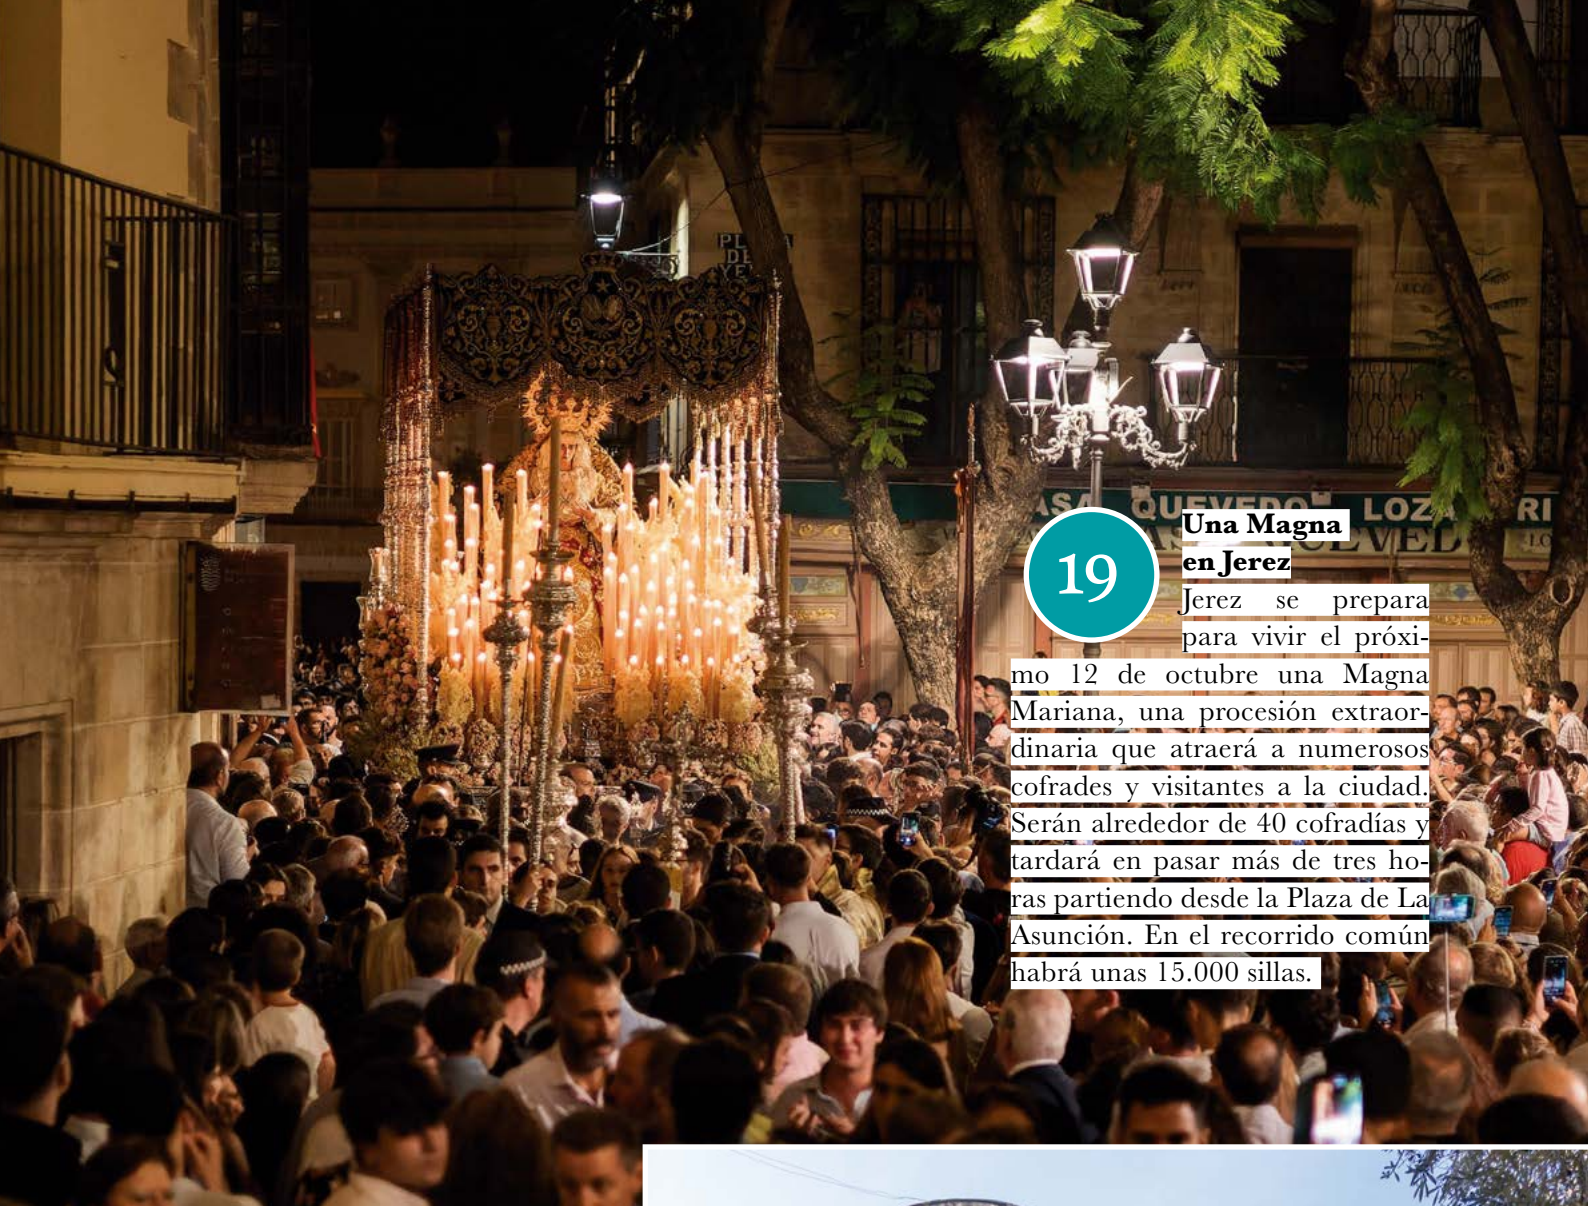 19
Una Magna
en Jerez
Jerez se prepara
para vivir el próxi-
mo 12 de octubre una Magna
Mariana, una procesión extraor-
dinaria que atraerá a numerosos
cofrades y visitantes a la ciudad.
Serán alrededor de 40 cofradías y
tardará en pasar más de tres ho-
ras partiendo desde la Plaza de La
Asunción. En el recorrido común
habrá unas 15.000 sillas.
QUEVEDO LOZA